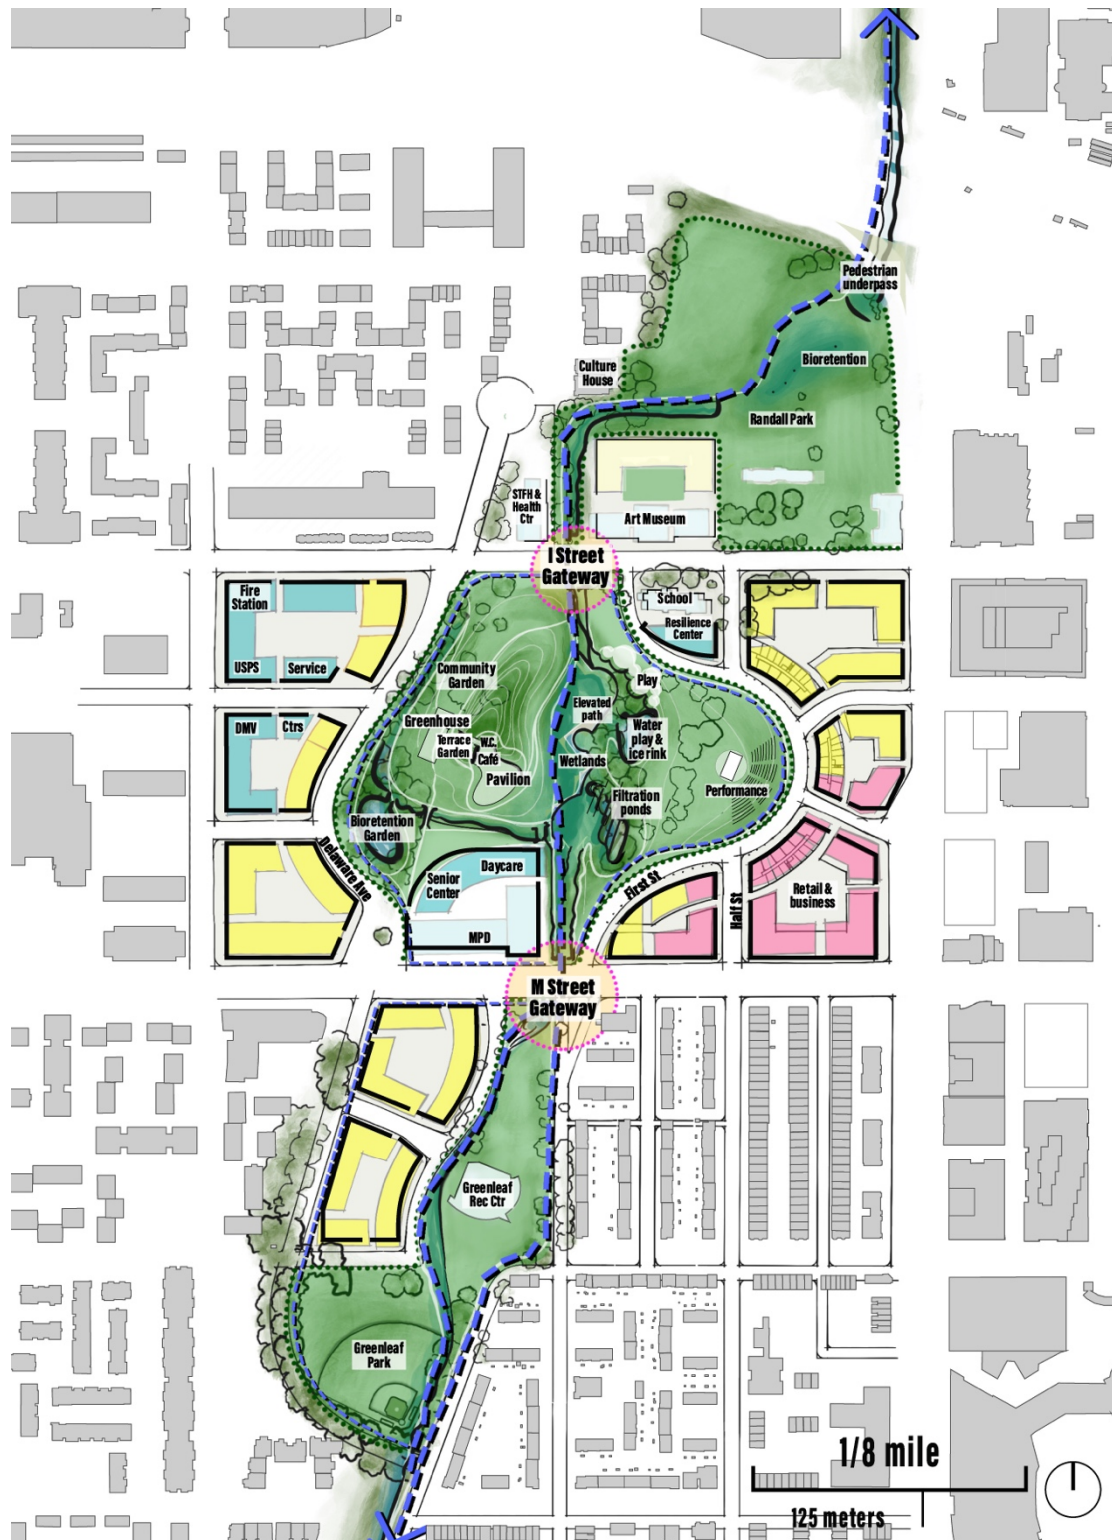 Pedestrian
underpass
Bioretention
Culture
House
Randall Park
STFH &
Health
Ctr
Art Museum
I Street
Gateway
Fire
Station
USPS
Service
School
Resilience
Center
Community
Garden
Play
Elevated
path
Greenhouse
Terrace
Garden
W.C.
Café
Pavilion
Water
play &
ice rink
Wetlands
DMV
Ctrs
Performance
Filtration
ponds
Bioretention
Garden
Delaware Ave
Daycare
Senior
Center
MPD
First St
Half St
Retail &
business
M Street
Gateway
Greenleaf
Rec Ctr
Greenleaf
Park
1/8 mile
125 meters